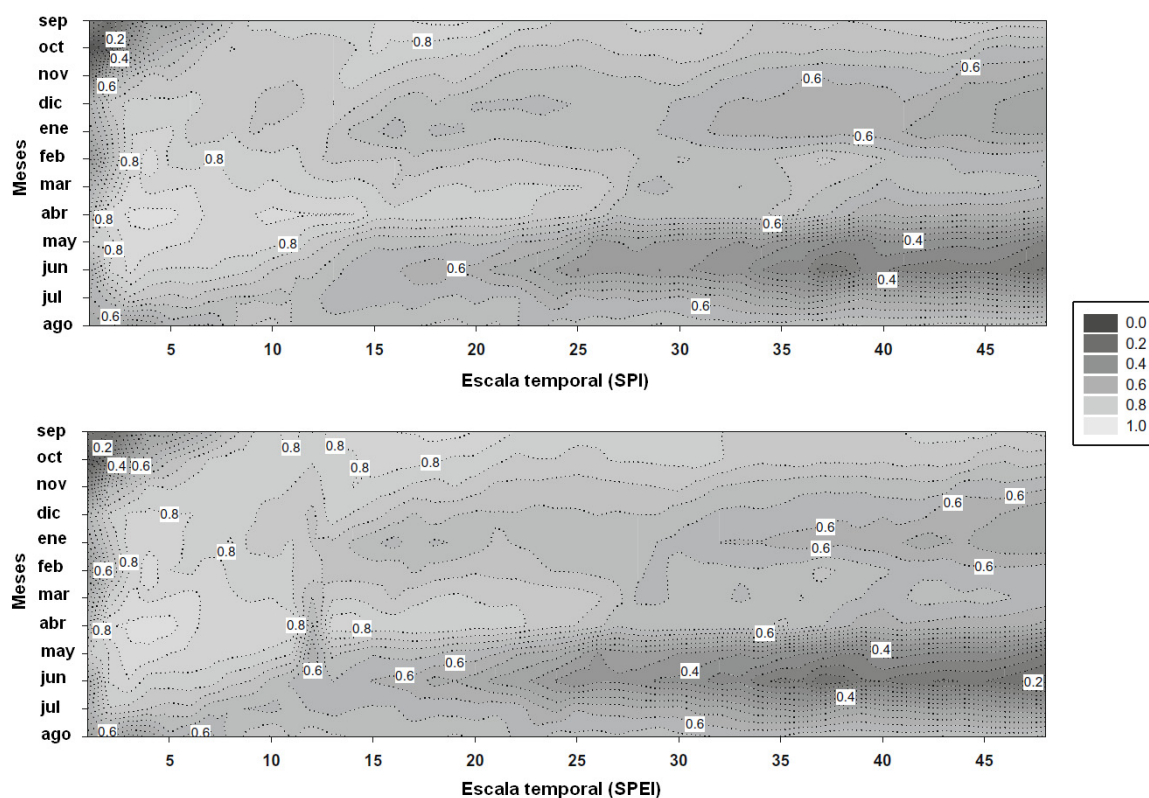 sep
oct
nov
dic
ene
feb
mar
abr
may
jun
jul
ago
Meses
0.2
0.8
0.4
0.6
0.6
0.6
0.6
0.8
0.8
0.8
0.6
0.8
0.8
0.4
0.6
0.4
0.6
0.6
5 10 15 20 25 30 35 40 45
Escala temporal (SPI)
0.0
0.2
0.4
0.6
0.8
1.0
sep
oct
nov
dic
ene
feb
mar
abr
may
jun
jul
ago
Meses
0.2 0.8 0.8
0.4 0.6 0.8 0.8
0.6
0.8 0.6
0.6
0.8 0.8 0.6
0.6 0.6
0.8 0.8 0.8 0.6
0.4
0.6 0.6 0.6 0.4
0.2
0.4
0.6 0.6 0.6
5 10 15 20 25 30 35 40 45
Escala temporal (SPEI)